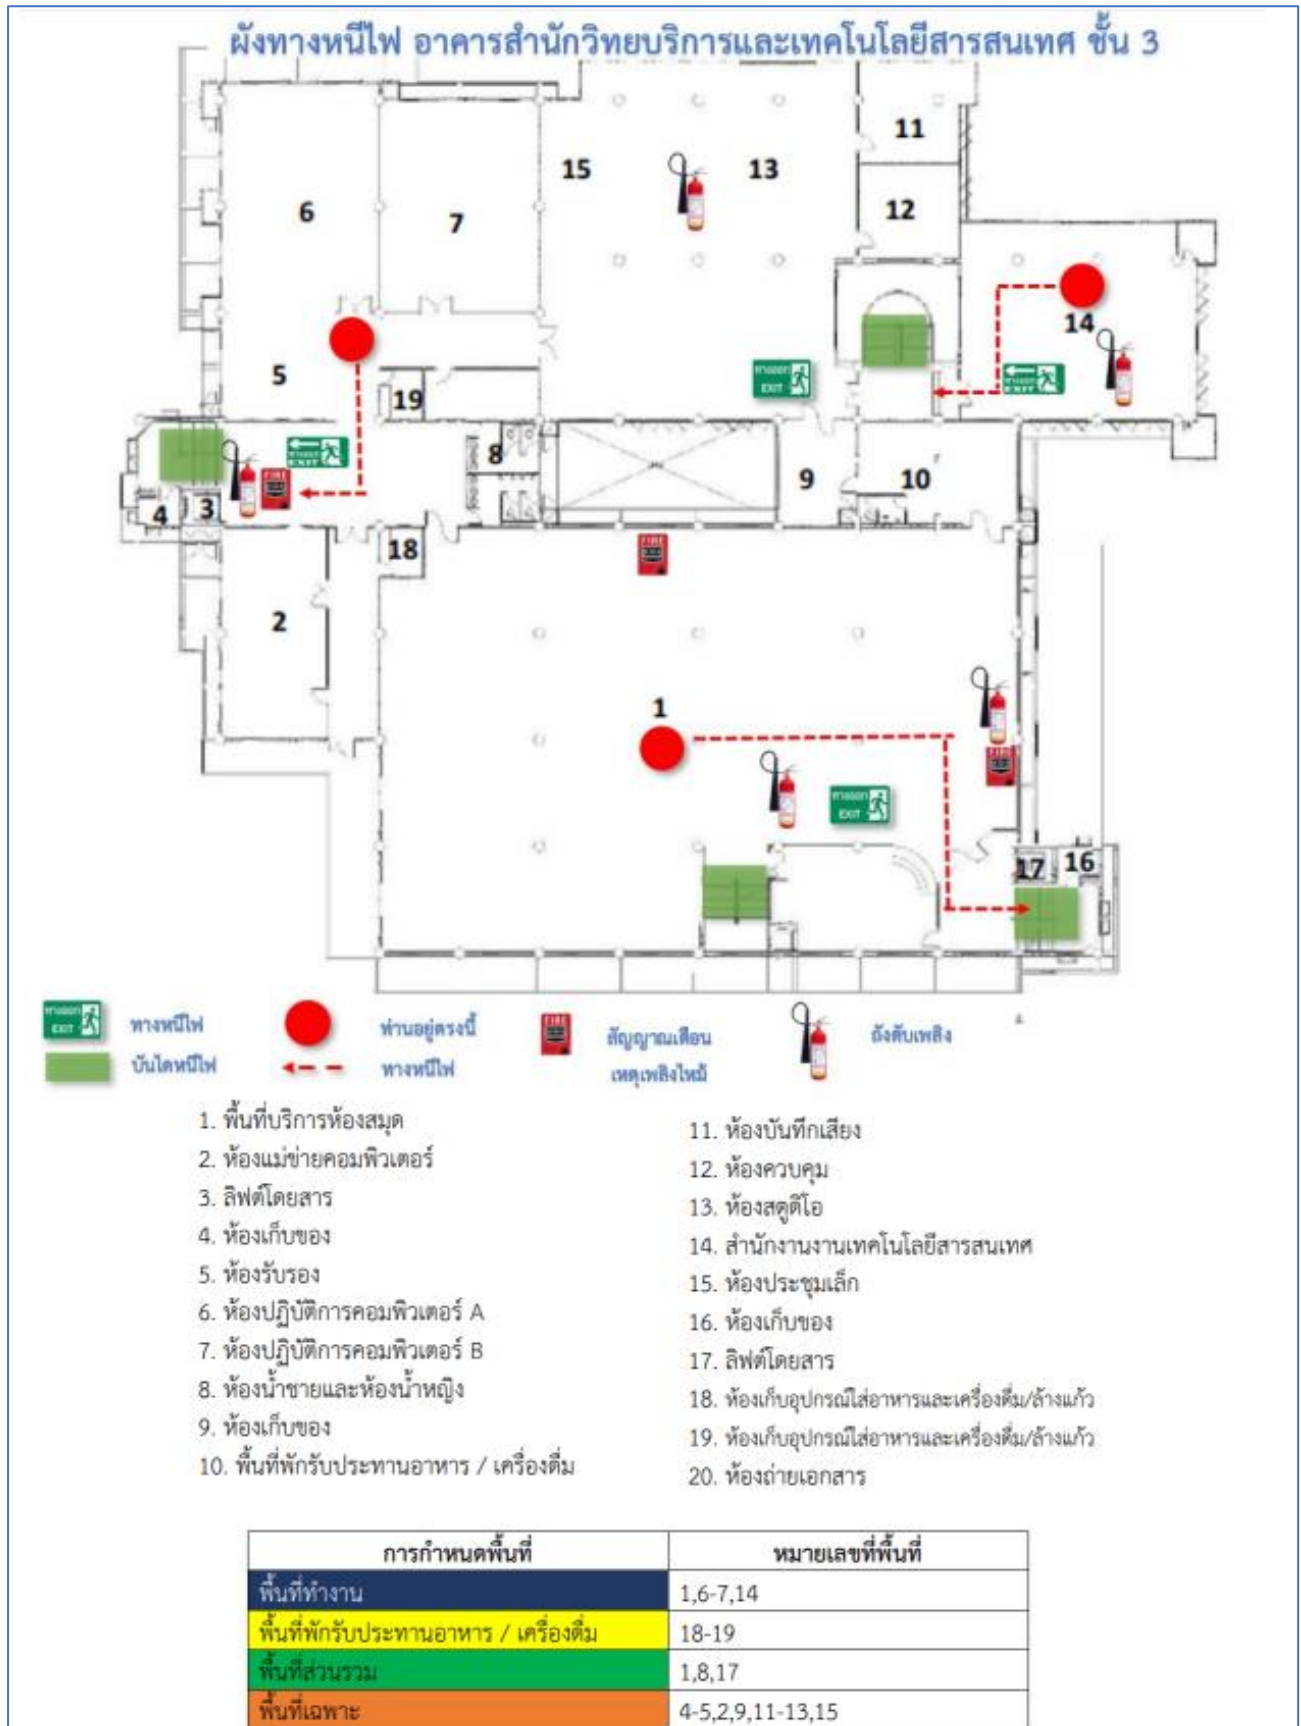 ผังทางหนีไฟ อาคารสำนักวิทยบริการและเทคโนโลยีสารสนเทศ ชั้น 3
11
15
13
6
7
12
14
5
19
ทางออก
EXIT
EXIT
8
9
10
4
3
FIRE
18
FIRE
2
1
ทางออก
EXIT
17
16
ทางออก
EXIT
ทางหนีไฟ
ท่านอยู่ตรงนี้
สัญญาณเตือน
เหตุเพลิงไหม้
ถังดับเพลิง
บันไดหนีไฟ
ทางหนีไฟ
1. พื้นที่บริการห้องสมุด
2. ห้องแม่ข่ายคอมพิวเตอร์
3. ลิฟต์โดยสาร
4. ห้องเก็บของ
5. ห้องรับรอง
6. ห้องปฏิบัติการคอมพิวเตอร์ A
7. ห้องปฏิบัติการคอมพิวเตอร์ B
8. ห้องน้ำชายและห้องน้ำหญิง
9. ห้องเก็บของ
10. พื้นที่พักรับประทานอาหาร / เครื่องดื่ม
11. ห้องบันทึกเสียง
12. ห้องควบคุม
13. ห้องสตูดิโอ
14. สำนักงานงานเทคโนโลยีสารสนเทศ
15. ห้องประชุมเล็ก
16. ห้องเก็บของ
17. ลิฟต์โดยสาร
18. ห้องเก็บอุปกรณ์ใส่อาหารและเครื่องดื่ม/ล้างแก้ว
19. ห้องเก็บอุปกรณ์ใส่อาหารและเครื่องดื่ม/ล้างแก้ว
20. ห้องถ่ายเอกสาร
การกำหนดพื้นที่ หมายเลขที่พื้นที่
พื้นที่ทำงาน 1,6-7,14
พื้นที่พักรับประทานอาหาร / เครื่องดื่ม 18-19
พื้นที่ส่วนรวม 1,8,17
พื้นที่เฉพาะ 4-5,2,9,11-13,15